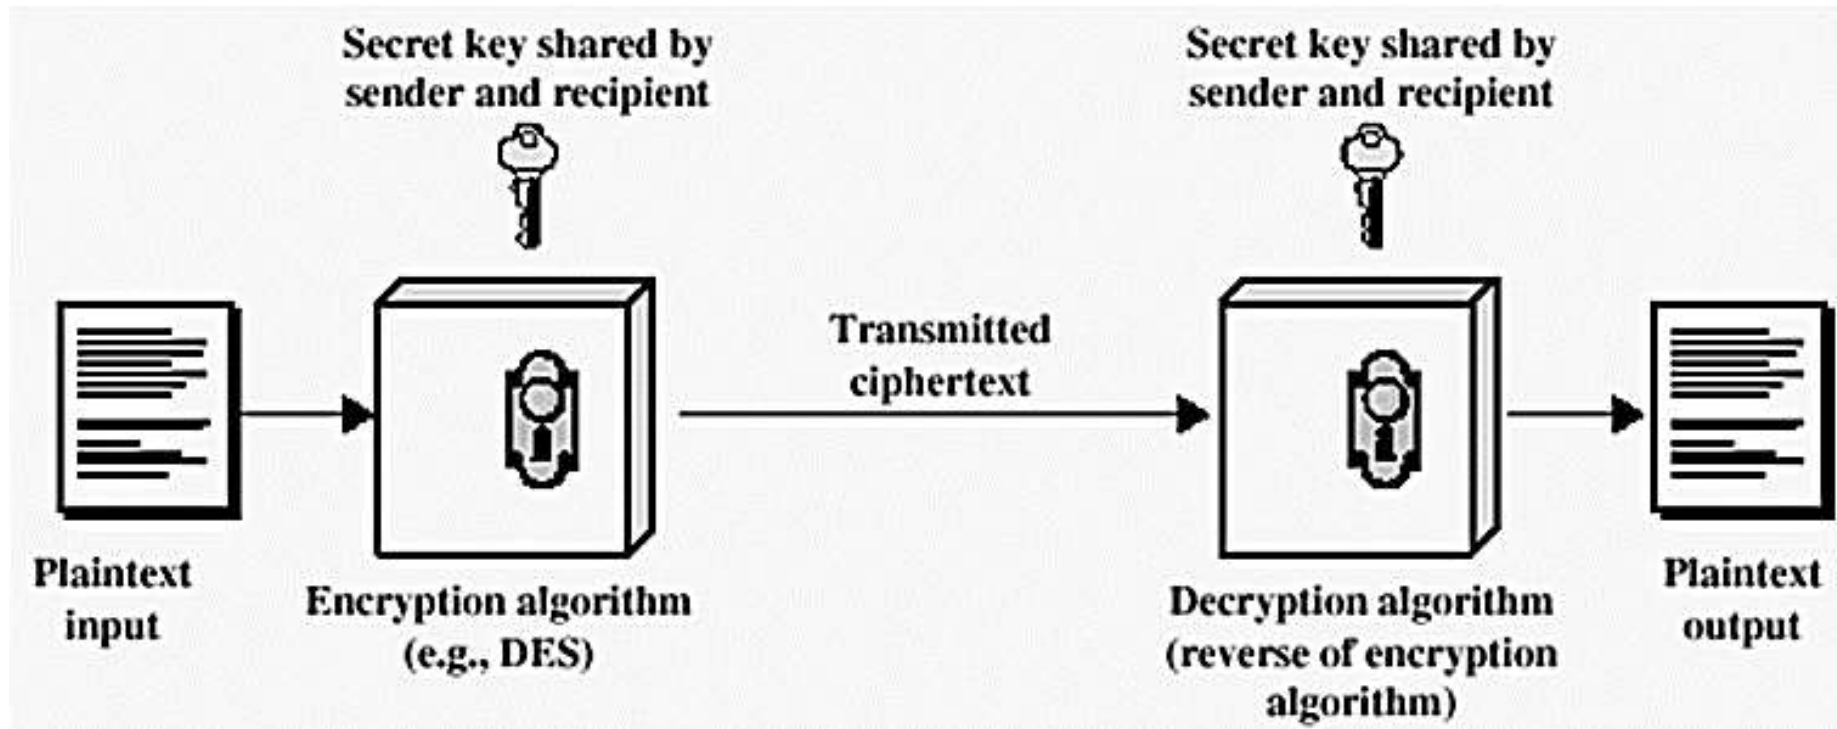 Secret key shared by
sender and recipient
Secret key shared by
sender and recipient
Transmitted
ciphertext
Plaintext
input
Encryption algorithm
(e.g., DES)
Decryption algorithm
(reverse of encryption
algorithm)
Plaintext
output